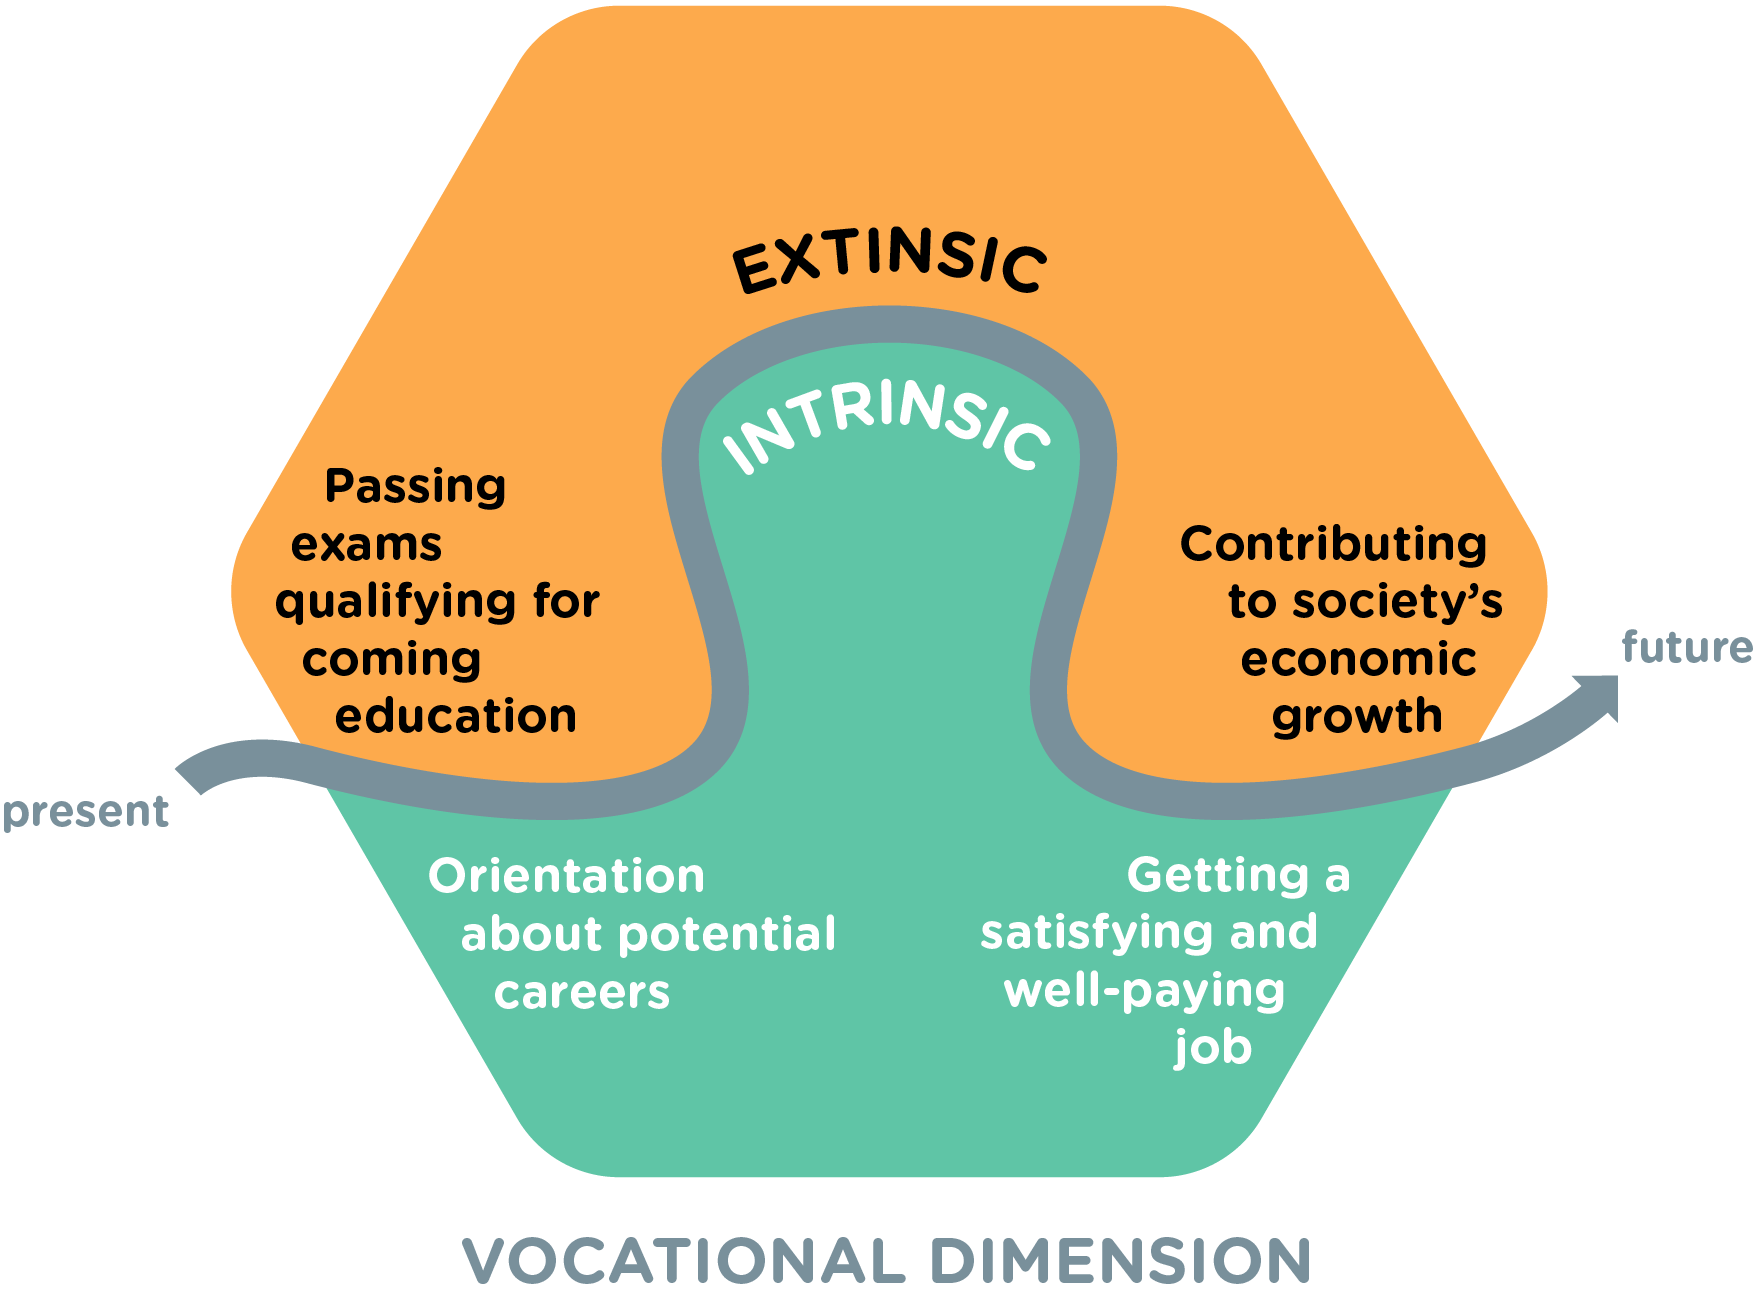 EXTINSIC
INTRINSIC
Passing
exams
qualifying for
coming
education
Contributing
to society’s
economic
growth
future
present
Orientation
about potential
careers
Getting a
satisfying and
well-paying
job
VOCATIONAL DIMENSION